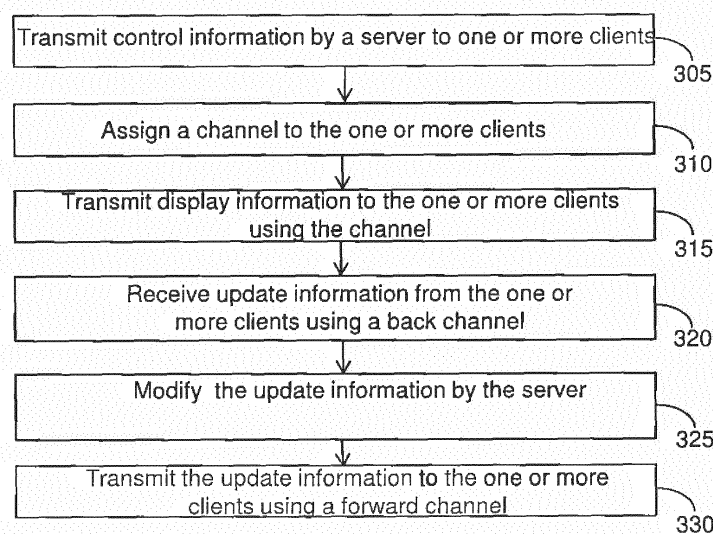 Transmit control information by a server to one or more clients
305
Assign a channel to the one or more clients
310
Transmit display information to the one or more clients
using the channel
315
Receive update information from the one or
more clients using a back channel
320
Modify the update information by the server
325
Transmit the update information to the one or more
clients using a forward channel
330